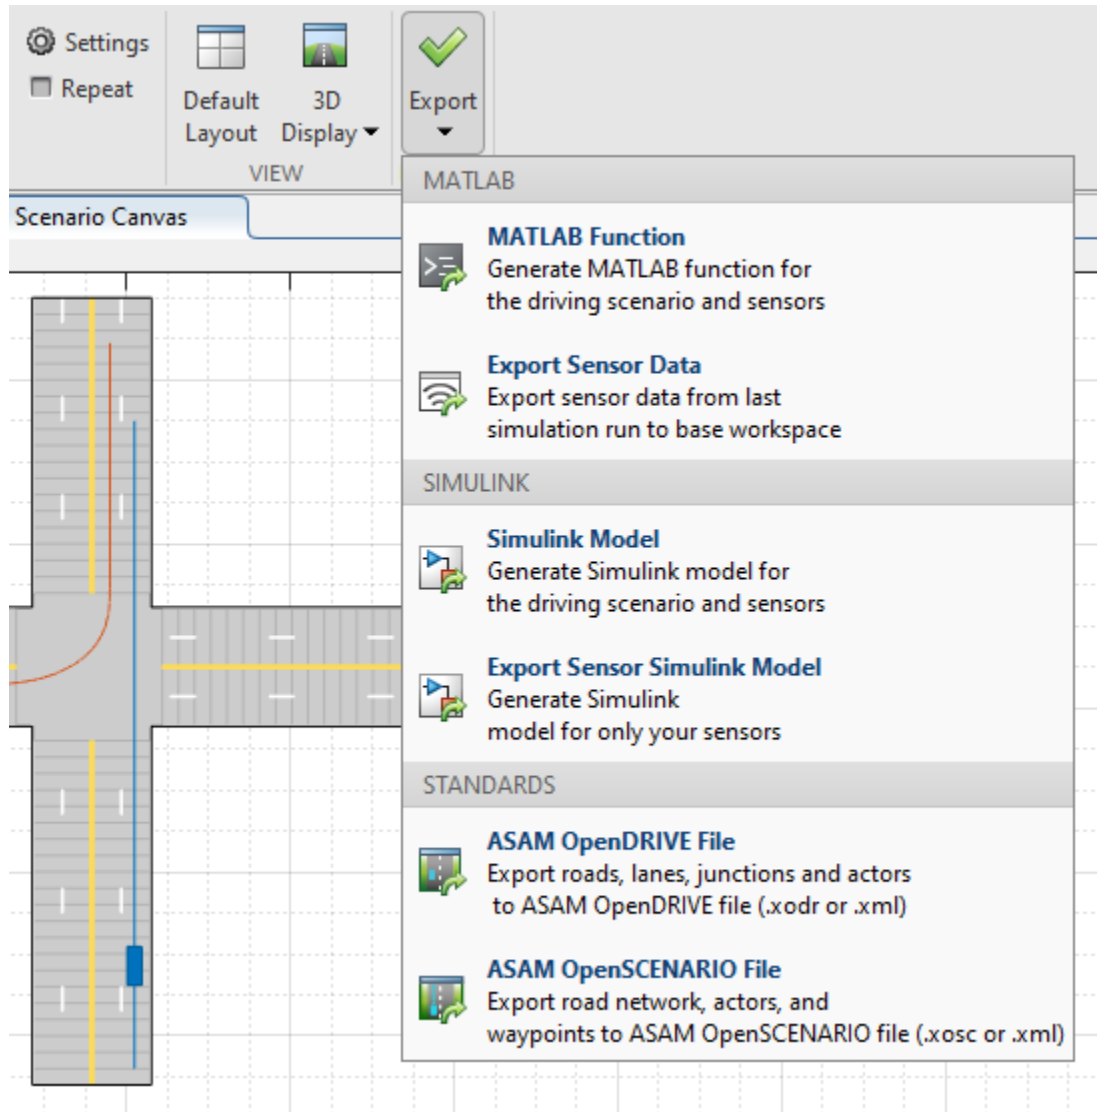 Settings
Repeat
Default
Layout
3D
Display
VIEW
Export
Scenario Canvas
MATLAB
MATLAB Function
Generate MATLAB function for
the driving scenario and sensors
Export Sensor Data
Export sensor data from last
simulation run to base workspace
SIMULINK
Simulink Model
Generate Simulink model for
the driving scenario and sensors
Export Sensor Simulink Model
Generate Simulink
model for only your sensors
STANDARDS
ASAM OpenDRIVE File
Export roads, lanes, junctions and actors
to ASAM OpenDRIVE file (.xodr or .xml)
ASAM OpenSCENARIO File
Export road network, actors, and
waypoints to ASAM OpenSCENARIO file (.xosc or .xml)